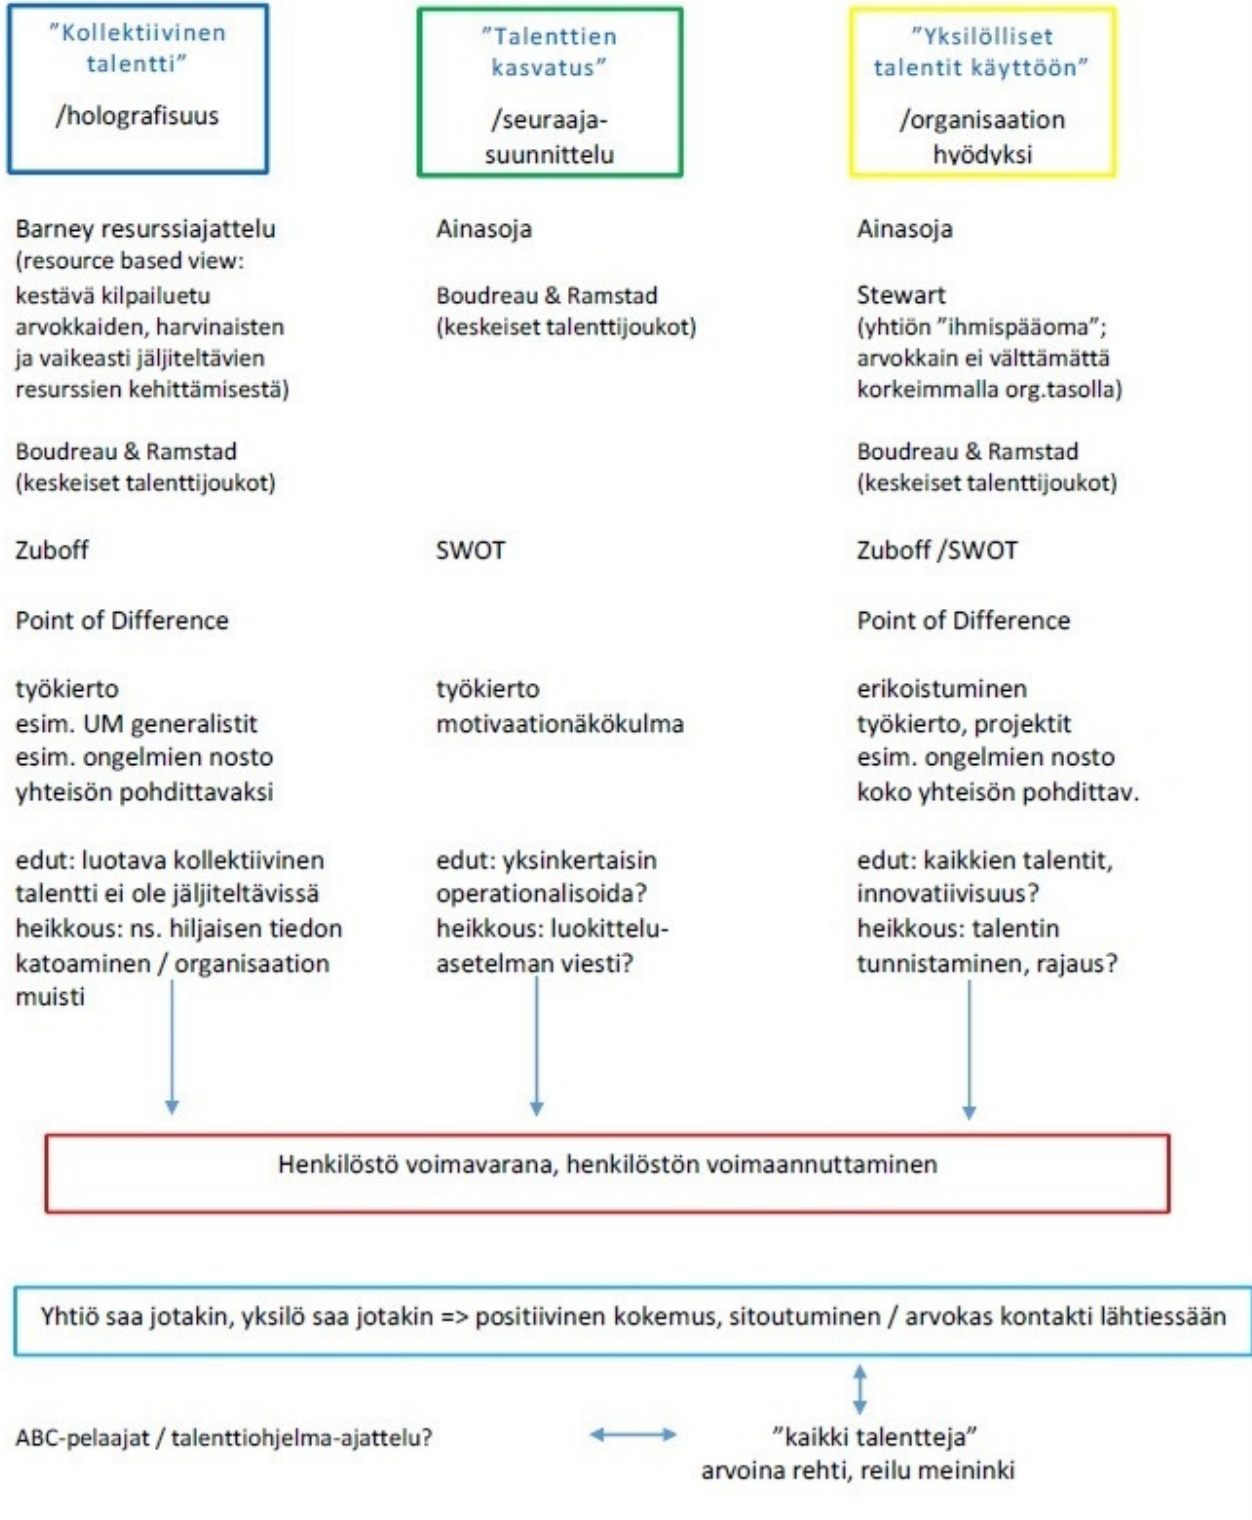 "Kollektiivinen
talentti"
/holografisuus
Barney resurssiajattelu
(resource based view:
kestävä kilpailuetu
arvokkaiden, harvinaisten
ja vaikeasti jäljiteltävien
resurssien kehittämisestä)
Boudreau & Ramstad
(keskeiset talenttijoukot)
Zuboff
Point of Difference
työkierto
esim. UM generalistit
esim. ongelmien nosto
yhteisön pohdittavaksi
edut: luotava kollektiivinen
talentti ei ole jäljiteltävissä
heikkous: ns. hiljaisen tiedon
katoaminen / organisaation
muisti
"Talenttien
kasvatus"
/seuraaja-
suunnittelu
Ainasoja
Boudreau & Ramstad
(keskeiset talenttijoukot)
SWOT
työkierto
motivaationäkökulma
edut: yksinkertaisin
operationalisoida?
heikkous: luokittelu-
asetelman viesti?
"Yksilölliset
talentit käyttöön"
/organisaation
hyödyksi
Ainasoja
Stewart
(yhtiön "ihmispääoma";
arvokkain ei välttämättä
korkeimmalla org.tasolla)
Boudreau & Ramstad
(keskeiset talenttijoukot)
Zuboff /SWOT
Point of Difference
erikoistuminen
työkierto, projektit
esim. ongelmien nosto
koko yhteisön pohdittav.
edut: kaikkien talentit,
innovatiivisuus?
heikkous: talentin
tunnistaminen, rajaus?
Henkilöstö voimavarana, henkilöstön voimaannuttaminen
Yhtiö saa jotakin, yksilö saa jotakin => positiivinen kokemus, sitoutuminen / arvokas kontakti lähtiessään
ABC-pelaajat / talenttiohjelma-ajattelu?
"kaikki talentteja"
arvoina rehti, reilu meininki